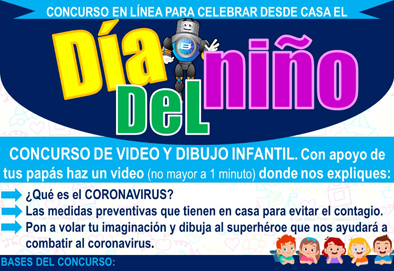 CONCURSO EN LÍNEA PARA CELEBRAR DESDE CASA EL
Día
Del
niño
CONCURSO DE VIDEO Y DIBUJO INFANTIL. Con apoyo de
tus papás haz un video (no mayor a 1 minuto) donde nos expliques:
¿Qué es el CORONAVIRUS?
Las medidas preventivas que tienen en casa para evitar el contagio.
Pon a volar tu imaginación y dibuja al superhéroe que nos ayudará a
combatir al coronavirus.
BASES DEL CONCURSO: